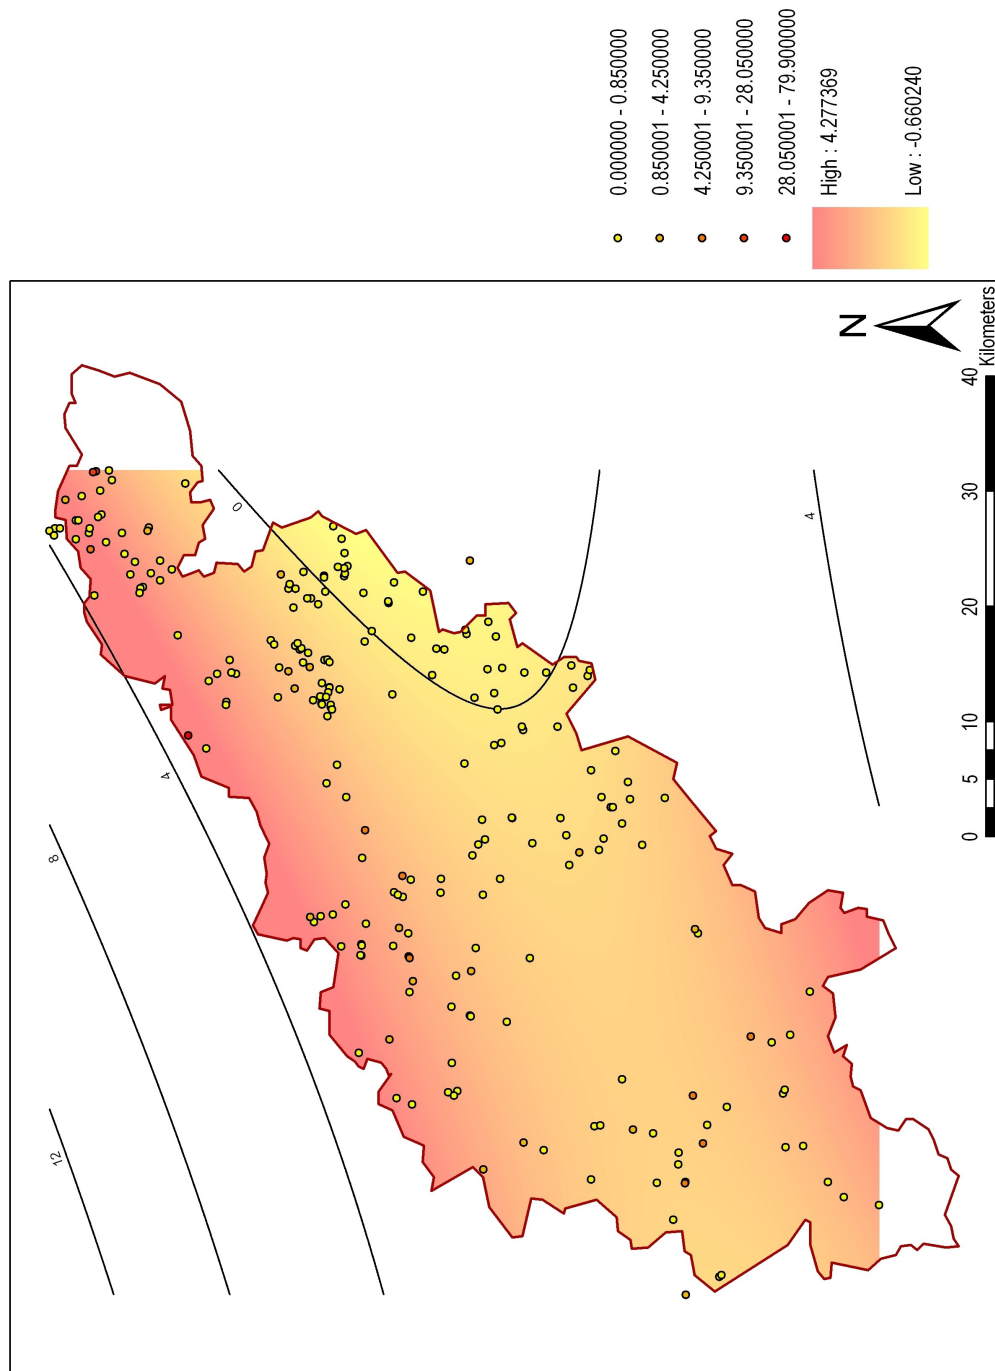 0.000000 - 0.850000
0.850001 - 4.250000
4.250001 - 9.350000
9.350001 - 28.050000
28.050001 - 79.900000
High : 4.277369
Low : -0.660240
12
8
4
0
4
N
0 5 10 20 30 40
Kilometers